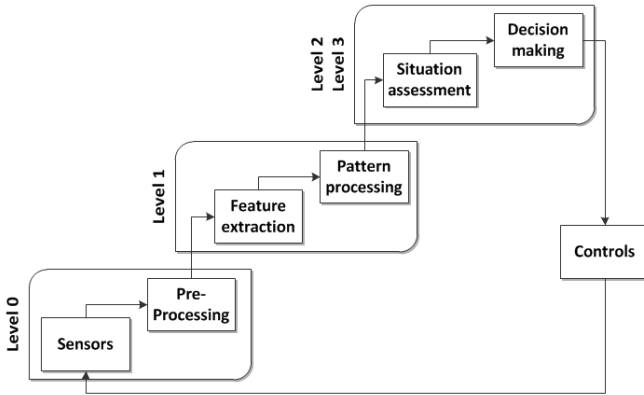 Level 2
Level 3
Situation
assessment
Decision
making
Level 1
Feature
extraction
Pattern
processing
Controls
Level 0
Sensors
Pre-
Processing